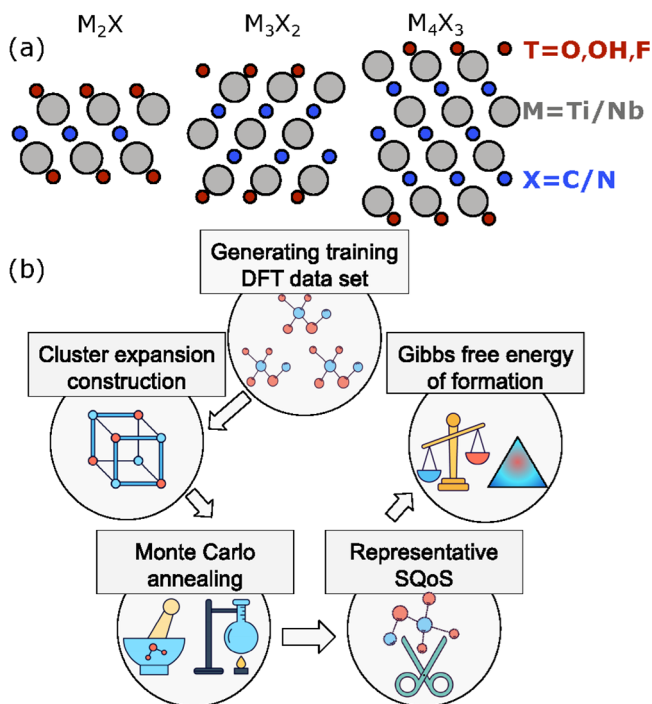 M₂X
M₃X₂
M₄X₃
(a)
T=O,OH,F
M=Ti/Nb
X=C/N
(b)
Generating training
DFT data set
Cluster expansion
construction
Gibbs free energy
of formation
Monte Carlo
annealing
Representative
SQoS